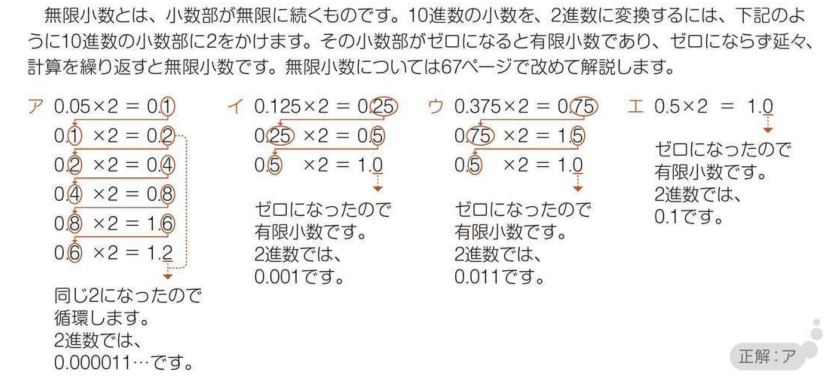 無限小数とは、小数部が無限に続くものです。10進数の小数を、2進数に変換するには、下記のよ
うに10進数の小数部に2をかけます。その小数部がゼロになると有限小数であり、ゼロにならず延々、
計算を繰り返すと無限小数です。無限小数については67ページで改めて解説します。
ア 0.05×2 = 0.1
0.1 ×2 = 0.2
0.2 ×2 = 0.4
0.4 ×2 = 0.8
0.8 ×2 = 1.6
0.6 ×2 = 1.2
同じ2になったので
循環します。
2進数では、
0.000011…です。
イ 0.125×2 = 0.25
0.25 ×2 = 0.5
0.5 ×2 = 1.0
ゼロになったので
有限小数です。
2進数では、
0.001です。
ウ 0.375×2 = 0.75
0.75 ×2 = 1.5
0.5 ×2 = 1.0
ゼロになったので
有限小数です。
2進数では、
0.011です。
エ 0.5×2 = 1.0
ゼロになったので
有限小数です。
2進数では、
0.1です。
正解：ア